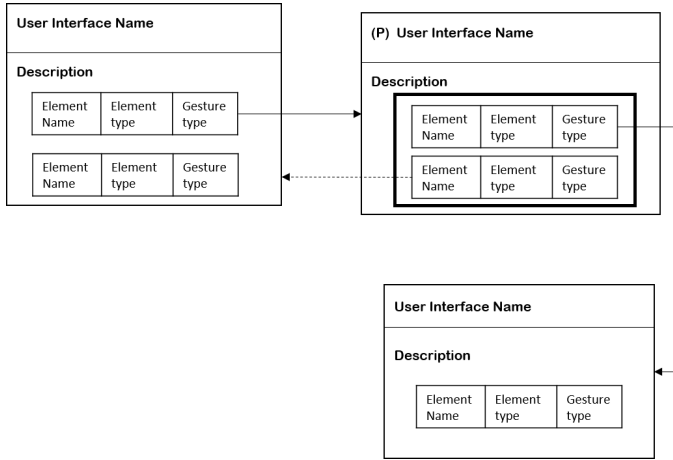 User Interface Name
Description
Element Name Element type Gesture type
Element Name Element type Gesture type
(P) User Interface Name
Description
Element Name Element type Gesture type
Element Name Element type Gesture type
User Interface Name
Description
Element Name Element type Gesture type